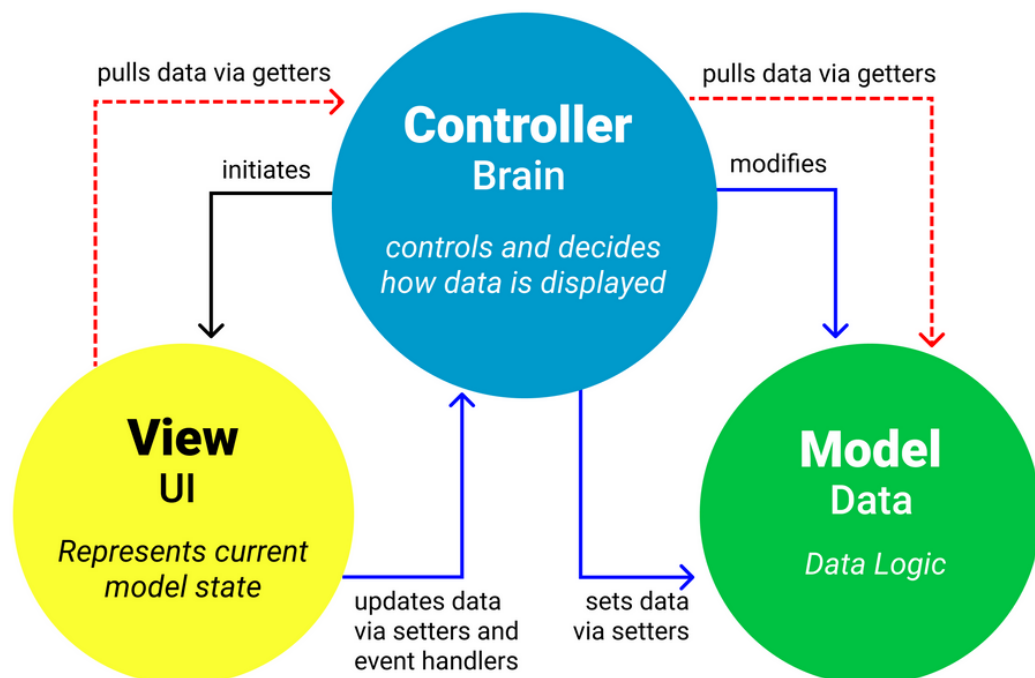 pulls data via getters
pulls data via getters
Controller
Brain
controls and decides
how data is displayed
initiates
modifies
View
UI
Represents current
model state
Model
Data
Data Logic
updates data
via setters and
event handlers
sets data
via setters